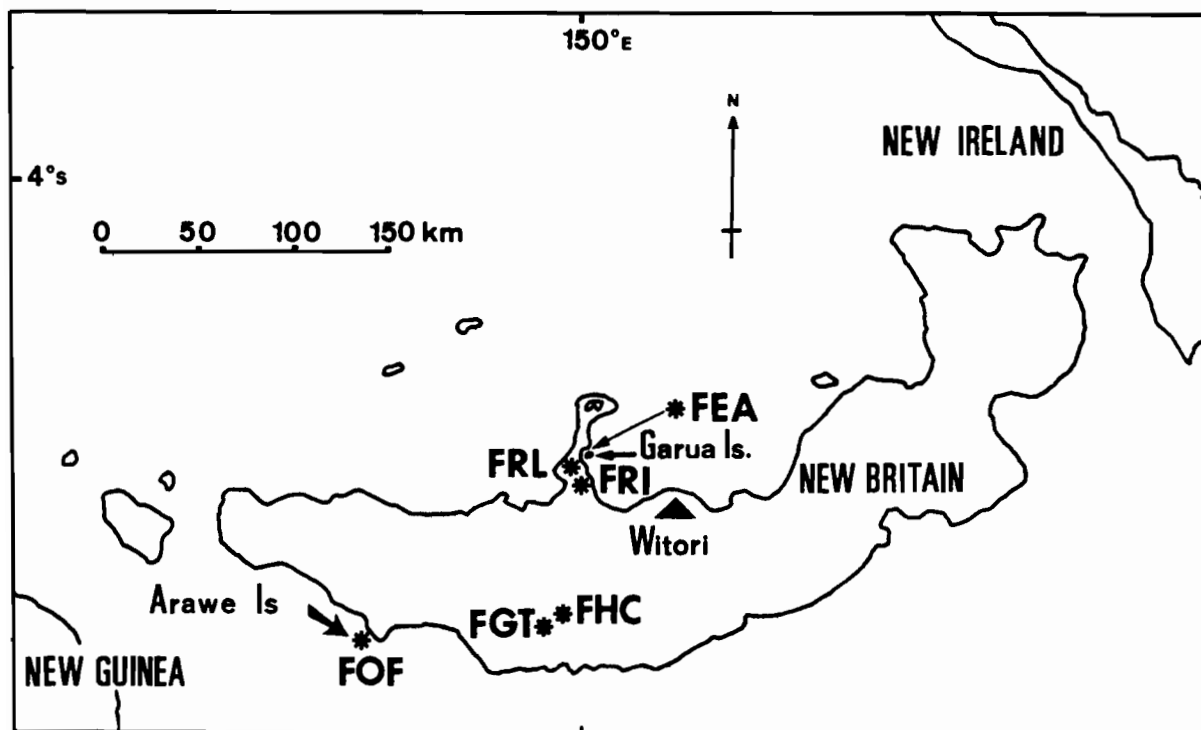 150°E
N
NEW IRELAND
4°S
0 50 100 150 km
* FEA
Garua Is.
FRL * * FRI
NEW BRITAIN
Witori
Arawe Is
FGT * * FHC
*
FOF
NEW GUINEA